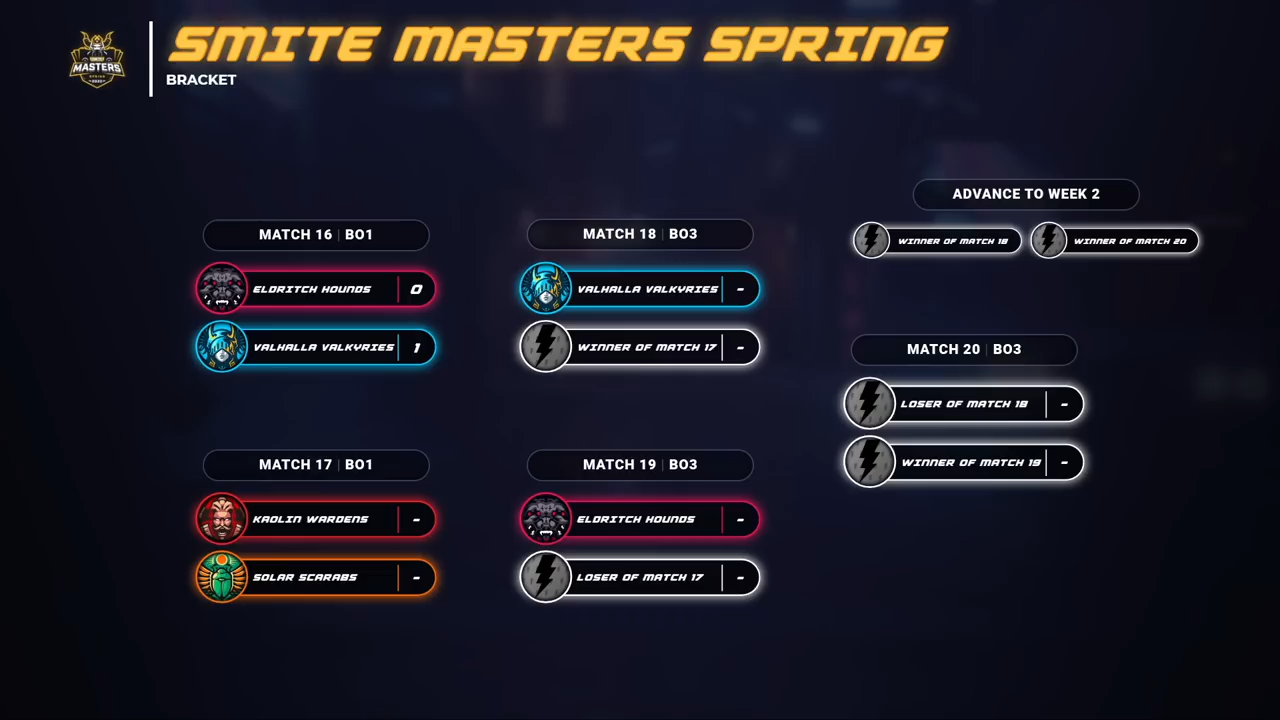 SMITE MASTERS SPRING
BRACKET
MASTERS
SPRING
MATCH 16 | BO1
ELDRITCH HOUNDS 0
VALHALLA VALKYRIES 1
MATCH 17 | BO1
KAOLIN WARDENS -
SOLAR SCARABS -
MATCH 18 | BO3
VALHALLA VALKYRIES -
WINNER OF MATCH 17 -
MATCH 19 | BO3
ELDRITCH HOUNDS -
LOSER OF MATCH 17 -
ADVANCE TO WEEK 2
WINNER OF MATCH 18
WINNER OF MATCH 20
MATCH 20 | BO3
LOSER OF MATCH 18 -
WINNER OF MATCH 19 -